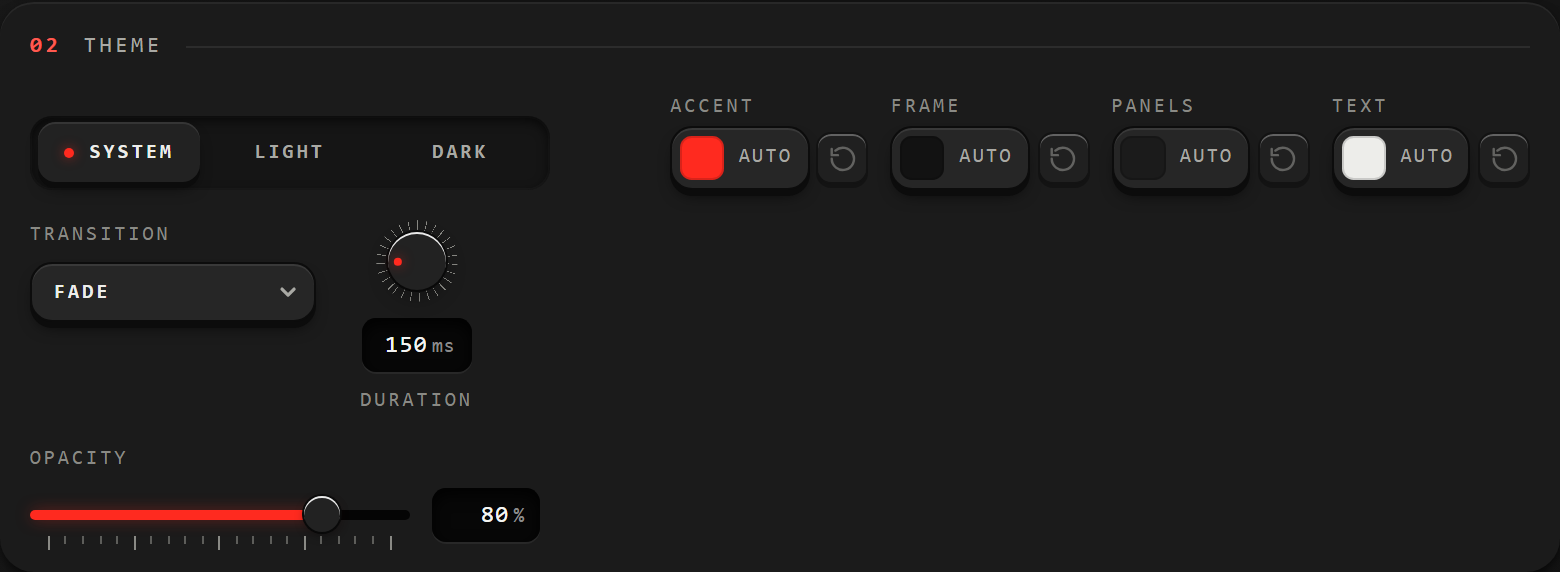 02 THEME
ACCENT FRAME PANELS TEXT
SYSTEM LIGHT DARK
AUTO AUTO AUTO AUTO
TRANSITION
FADE
150 ms
DURATION
OPACITY
80 %